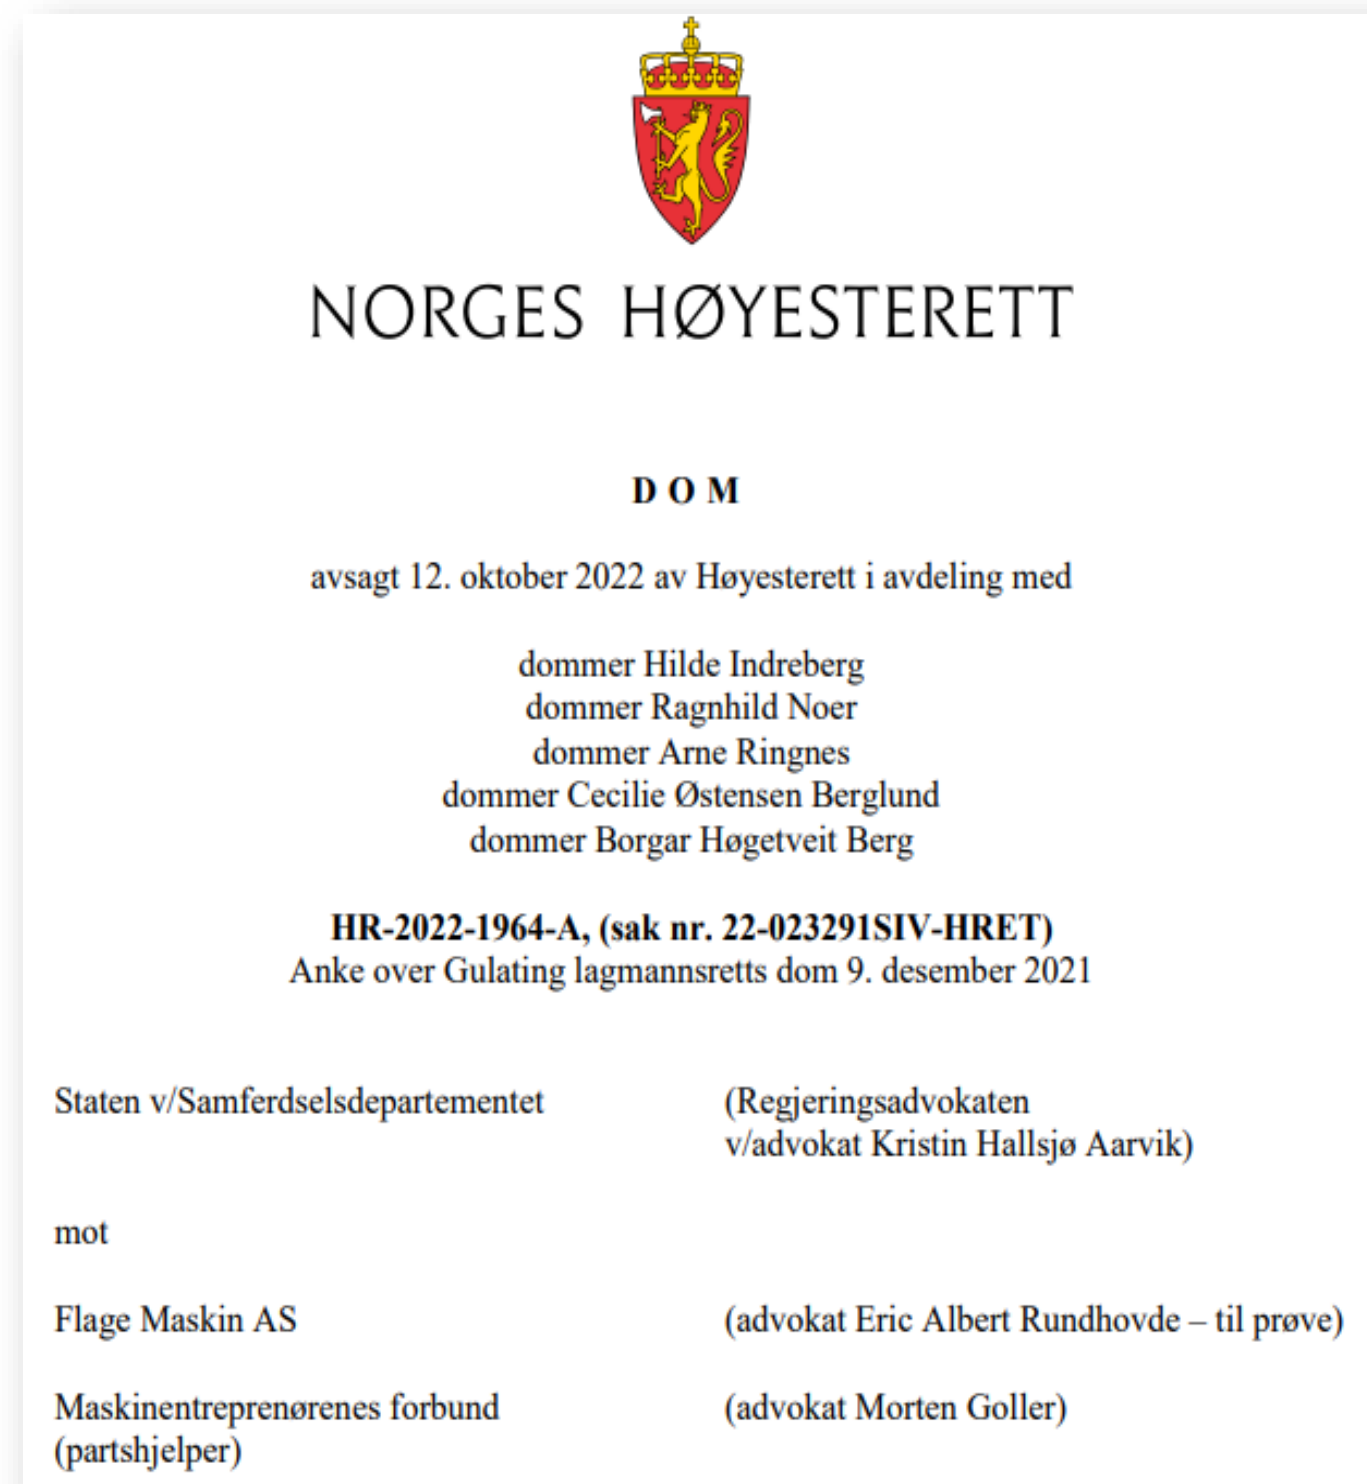 NORGES HØYESTERETT
D O M
avsagt 12. oktober 2022 av Høyesterett i avdeling med
dommer Hilde Indreberg
dommer Ragnhild Noer
dommer Arne Ringnes
dommer Cecilie Østensen Berglund
dommer Borgar Høgetveit Berg
HR-2022-1964-A, (sak nr. 22-023291SIV-HRET)
Anke over Gulating lagmannsretts dom 9. desember 2021
Staten v/Samferdselsdepartementet (Regjeringsadvokaten
v/advokat Kristin Hallsjø Aarvik)
mot
Flage Maskin AS (advokat Eric Albert Rundhovde – til prøve)
Maskinentreprenørenes forbund (advokat Morten Goller)
(partshjelper)